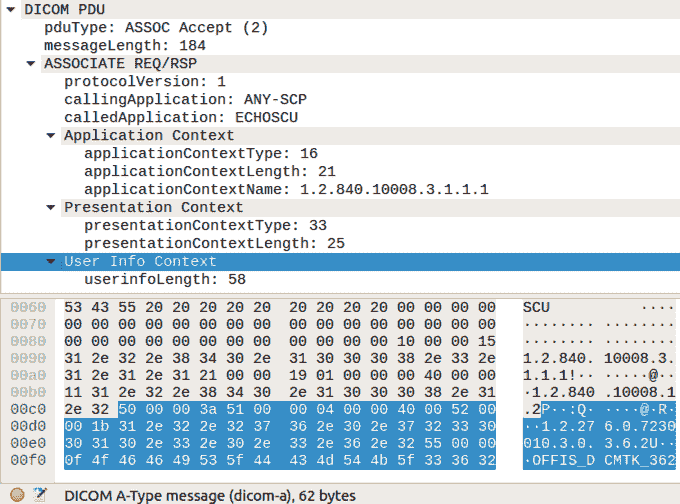 DICOM PDU
pduType: ASSOC Accept (2)
messageLength: 184
ASSOCIATE REQ/RSP
protocolVersion: 1
callingApplication: ANY-SCP
calledApplication: ECHOSCU
Application Context
applicationContextType: 16
applicationContextLength: 21
applicationContextName: 1.2.840.10008.3.1.1.1
Presentation Context
presentationContextType: 33
presentationContextLength: 25
User Info Context
userinfoLength: 58
0060 53 43 55 20 20 20 20 20 20 20 20 20 00 00 00 00 SCU ····
0070 00 00 00 00 00 00 00 00 00 00 00 00 00 00 00 00 ········ ········
0080 00 00 00 00 00 00 00 00 00 00 00 00 10 00 00 15 ········ ········
0090 31 2e 32 2e 38 34 30 2e 31 30 30 30 38 2e 33 2e 1.2.840. 10008.3.
00a0 31 2e 31 2e 31 21 00 00 19 01 00 00 00 40 00 00 1.1.1!·· ·····@··
00b0 11 31 2e 32 2e 38 34 30 2e 31 30 30 30 38 2e 31 ·1.2.840 .10008.1
00c0 2e 32 50 00 00 3a 51 00 00 04 00 00 40 00 52 00 .2P··:Q· ····@·R·
00d0 00 1b 31 2e 32 2e 32 37 36 2e 30 2e 37 32 33 30 ··1.2.27 6.0.7230
00e0 30 31 30 2e 33 2e 30 2e 33 2e 36 2e 32 55 00 00 010.3.0. 3.6.2U··
00f0 0f 4f 46 46 49 53 5f 44 43 4d 54 4b 5f 33 36 32 ·OFFIS_D CMTK_362
DICOM A-Type message (dicom-a), 62 bytes